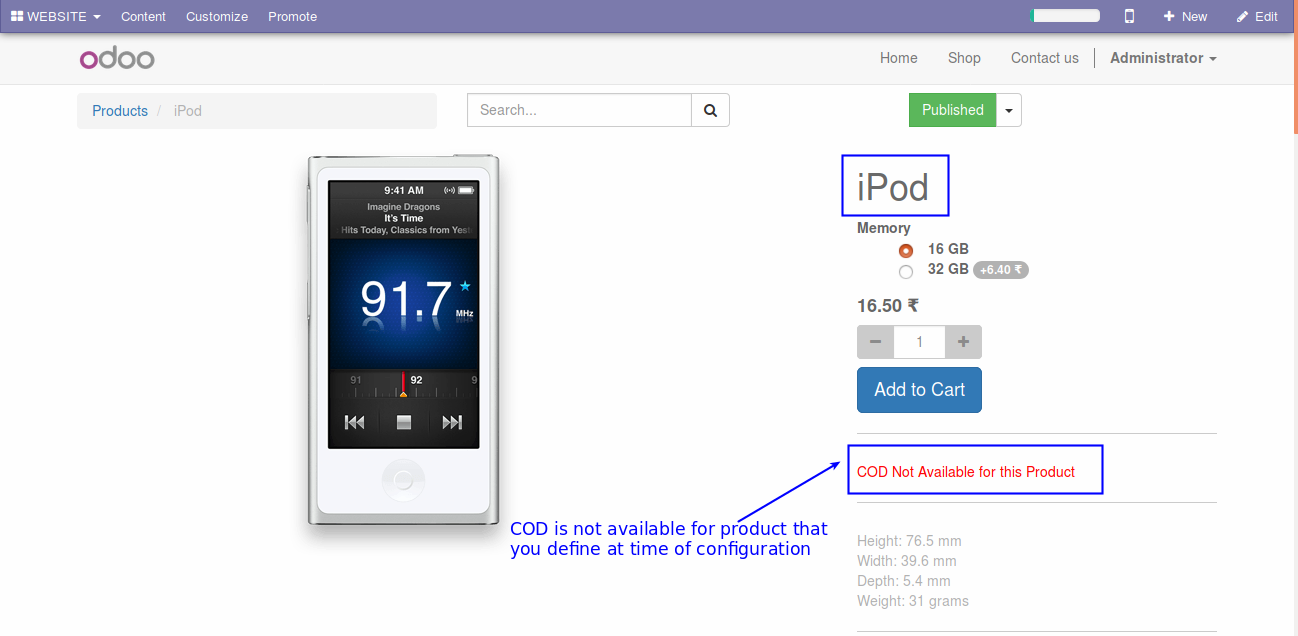 WEBSITE Content Customize Promote New Edit
odoo Home Shop Contact us Administrator
Products / iPod Search... Published
iPod
Memory
16 GB
32 GB +6.40 ₹
16.50 ₹
1
Add to Cart
COD Not Available for this Product
Height: 76.5 mm
Width: 39.6 mm
Depth: 5.4 mm
Weight: 31 grams
9:41 AM
Imagine Dragons
It's Time
Hits Today, Classics from Yest
91.7 MHz
91 92 9
COD is not available for product that
you define at time of configuration